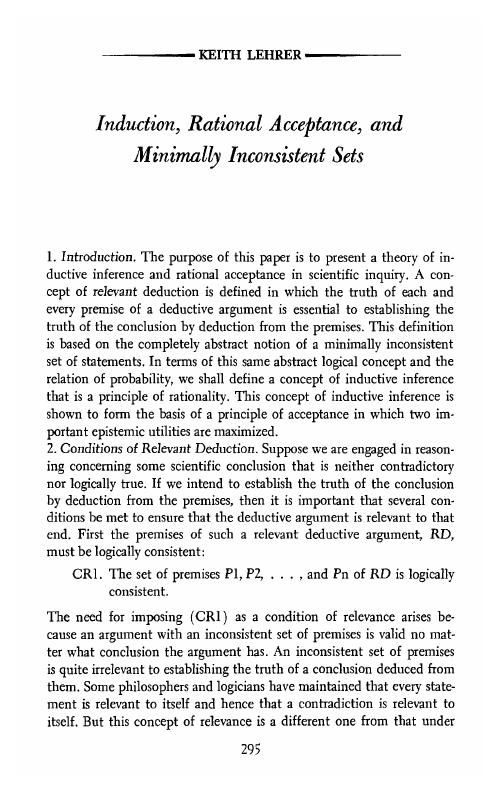 KEITH LEHRER
Induction, Rational Acceptance, and
Minimally Inconsistent Sets
1. Introduction. The purpose of this paper is to present a theory of in-
ductive inference and rational acceptance in scientific inquiry. A con-
cept of relevant deduction is defined in which the truth of each and
every premise of a deductive argument is essential to establishing the
truth of the conclusion by deduction from the premises. This definition
is based on the completely abstract notion of a minimally inconsistent
set of statements. In terms of this same abstract logical concept and the
relation of probability, we shall define a concept of inductive inference
that is a principle of rationality. This concept of inductive inference is
shown to form the basis of a principle of acceptance in which two im-
portant epistemic utilities are maximized.
2. Conditions of Relevant Deduction. Suppose we are engaged in reason-
ing concerning some scientific conclusion that is neither contradictory
nor logically true. If we intend to establish the truth of the conclusion
by deduction from the premises, then it is important that several con-
ditions be met to ensure that the deductive argument is relevant to that
end. First the premises of such a relevant deductive argument, RD,
must be logically consistent:
CR1. The set of premises P1, P2, . . . , and Pn of RD is logically
consistent.
The need for imposing (CR1) as a condition of relevance arises be-
cause an argument with an inconsistent set of premises is valid no mat-
ter what conclusion the argument has. An inconsistent set of premises
is quite irrelevant to establishing the truth of a conclusion deduced from
them. Some philosophers and logicians have maintained that every state-
ment is relevant to itself and hence that a contradiction is relevant to
itself. But this concept of relevance is a different one from that under
295